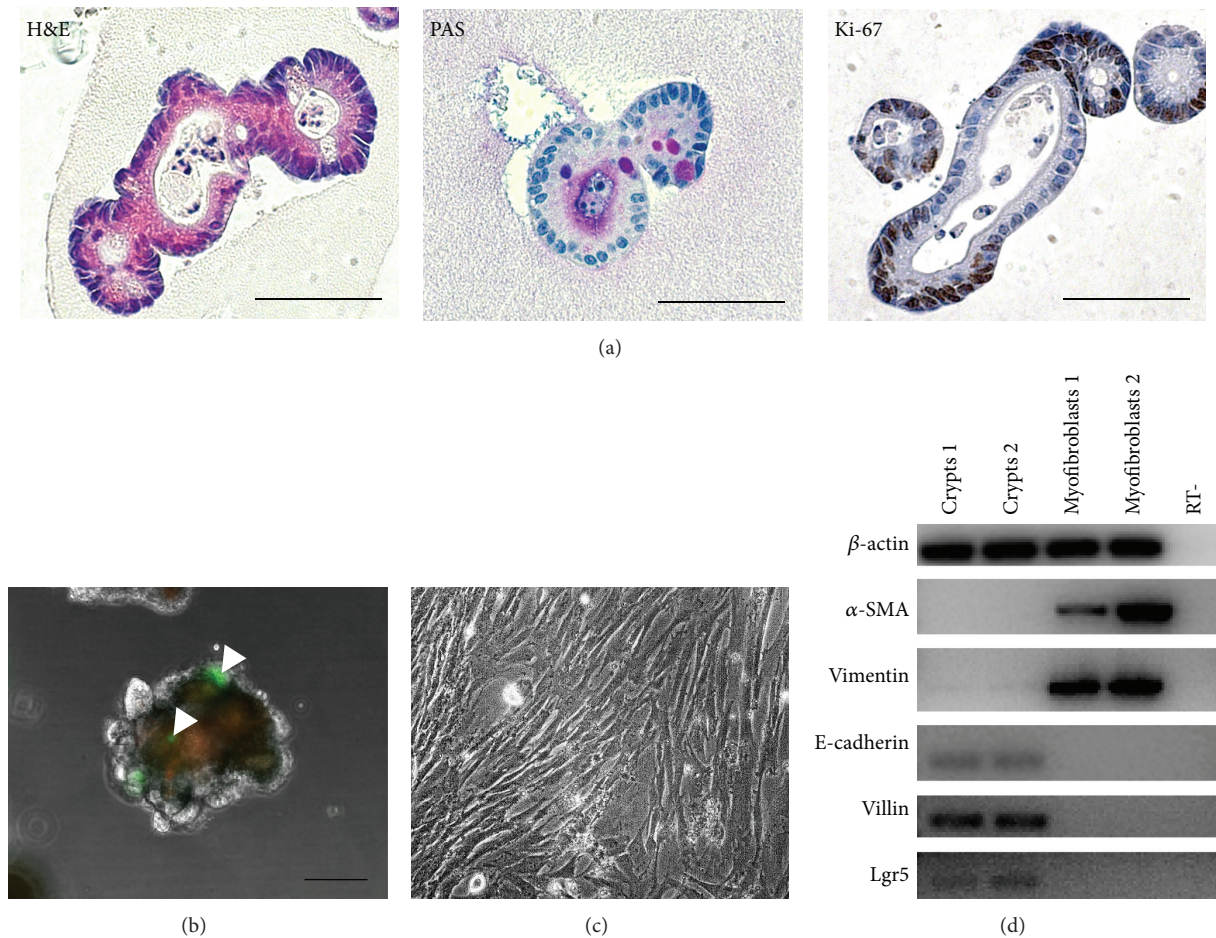 H&E
PAS
Ki-67
(a)
Crypts 1
Crypts 2
Myofibroblasts 1
Myofibroblasts 2
RT-
β-actin
α-SMA
Vimentin
E-cadherin
Villin
Lgr5
(b)
(c)
(d)